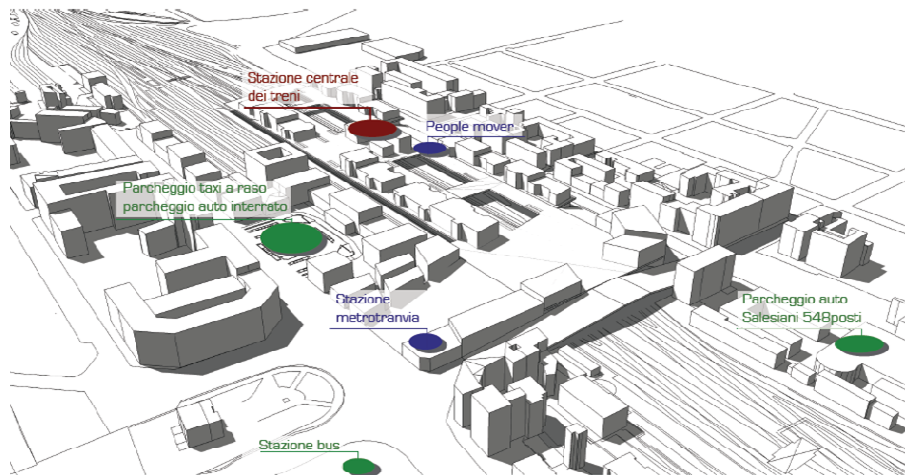 Stazione centrale
dei treni
People mover
Parcheggio taxi a raso
parcheggio auto interrato
Stazione
metrotranvia
Parcheggio auto
Salesiani 548posti
Stazione bus